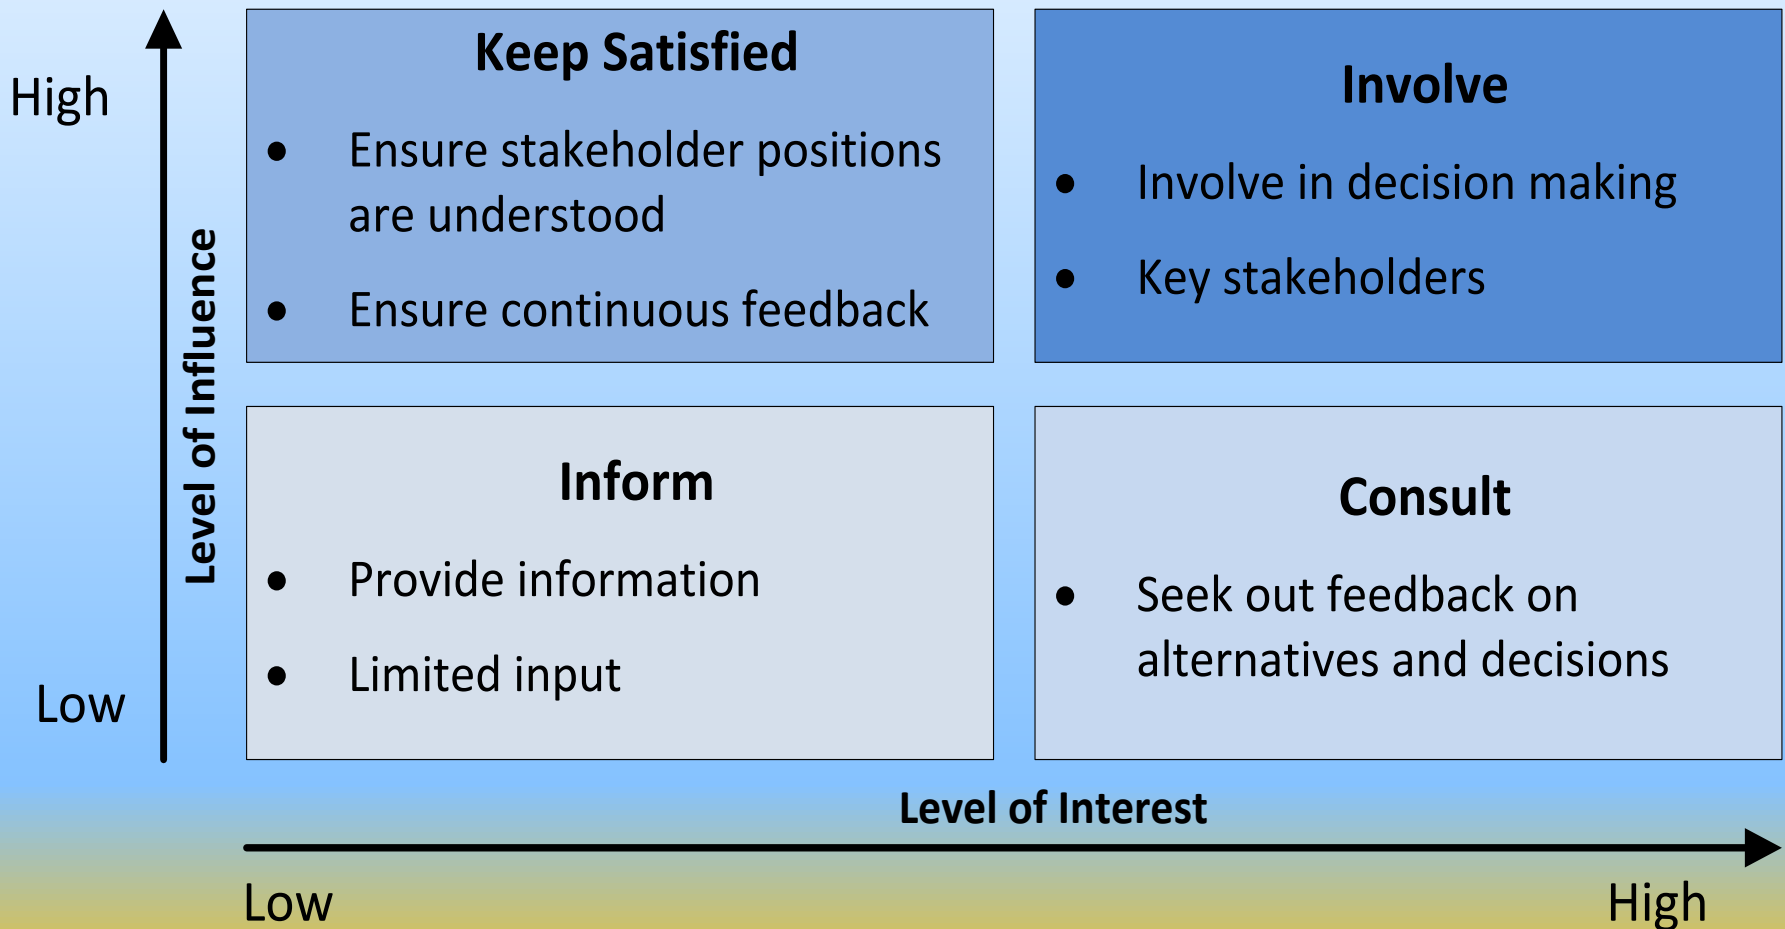 High
Low
Level of Influence
Keep Satisfied
• Ensure stakeholder positions
are understood
• Ensure continuous feedback
Involve
• Involve in decision making
• Key stakeholders
Inform
• Provide information
• Limited input
Consult
• Seek out feedback on
alternatives and decisions
Level of Interest
Low
High